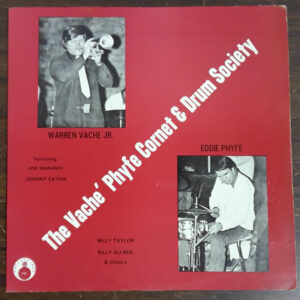 WARREN VACHE JR.
featuring
JOE MURANYI
JOHNNY EATON
The Vaché Phyfe Cornet & Drum Society
EDDIE PHYFE
BILLY TAYLOR
BILLY ALLRED
& Others